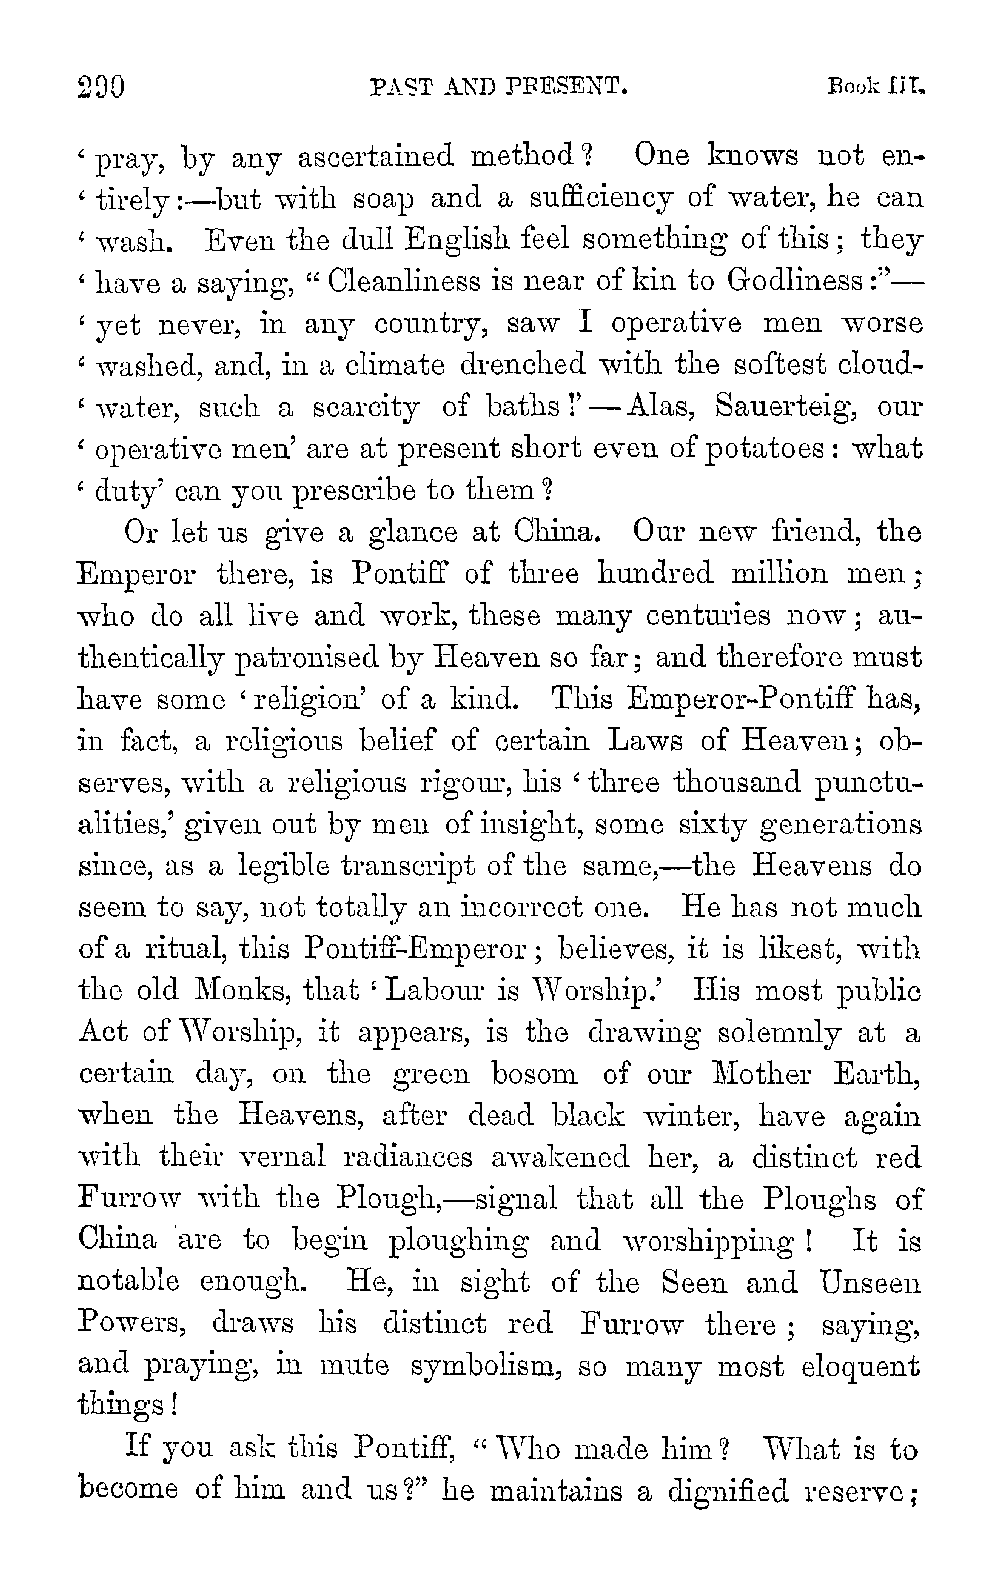 290 PAST AND PRESENT. Book III.
‘ pray, by any ascertained method? One knows not en-
‘ tirely:—but with soap and a sufficiency of water, he can
‘ wash. Even the dull English feel something of this; they
‘ have a saying, “ Cleanliness is near of kin to Godliness:”—
‘ yet never, in any country, saw I operative men worse
‘ washed, and, in a climate drenched with the softest cloud-
‘ water, such a scarcity of baths!’ — Alas, Sauerteig, our
‘ operative men’ are at present short even of potatoes: what
‘ duty’ can you prescribe to them?
Or let us give a glance at China. Our new friend, the
Emperor there, is Pontiff of three hundred million men;
who do all live and work, these many centuries now; au-
thentically patronised by Heaven so far; and therefore must
have some ‘ religion’ of a kind. This Emperor-Pontiff has,
in fact, a religious belief of certain Laws of Heaven; ob-
serves, with a religious rigour, his ‘ three thousand punctu-
alities,’ given out by men of insight, some sixty generations
since, as a legible transcript of the same,—the Heavens do
seem to say, not totally an incorrect one. He has not much
of a ritual, this Pontiff-Emperor; believes, it is likest, with
the old Monks, that ‘ Labour is Worship.’ His most public
Act of Worship, it appears, is the drawing solemnly at a
certain day, on the green bosom of our Mother Earth,
when the Heavens, after dead black winter, have again
with their vernal radiances awakened her, a distinct red
Furrow with the Plough,—signal that all the Ploughs of
China are to begin ploughing and worshipping! It is
notable enough. He, in sight of the Seen and Unseen
Powers, draws his distinct red Furrow there; saying,
and praying, in mute symbolism, so many most eloquent
things!
If you ask this Pontiff, “ Who made him? What is to
become of him and us?” he maintains a dignified reserve;